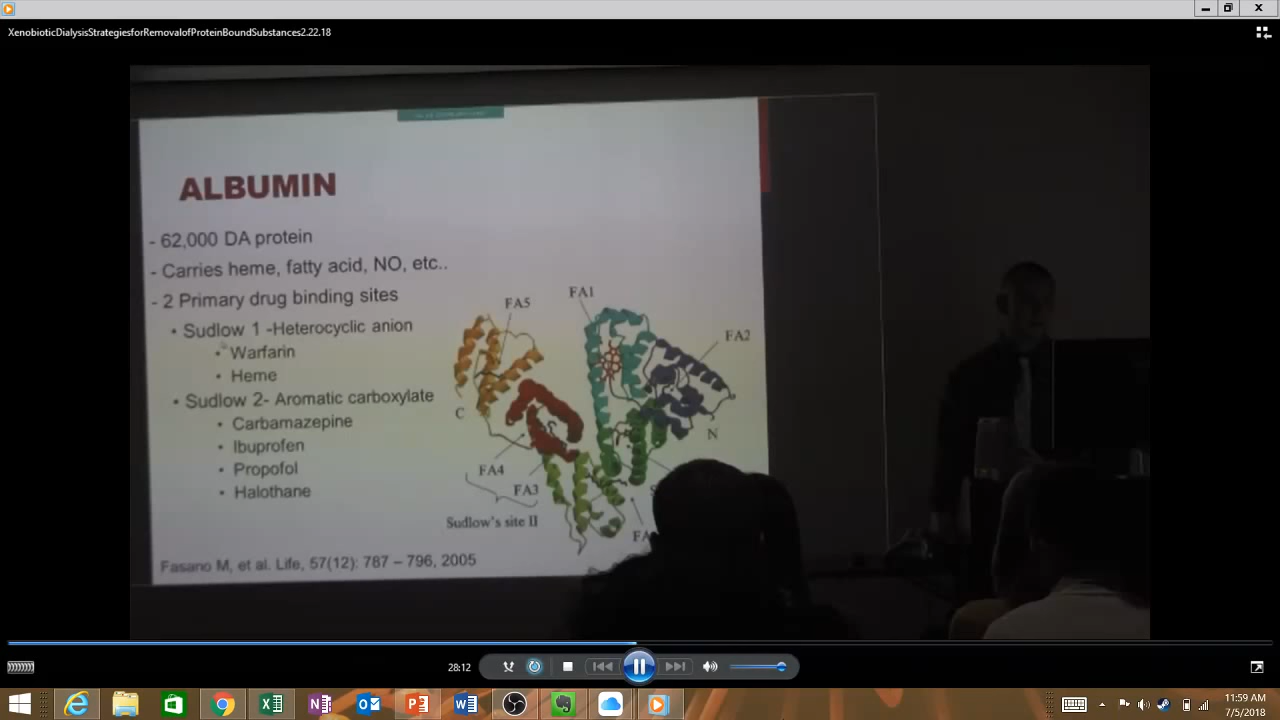 XenobioticDialysisStrategiesforRemovalofProteinBoundSubstances2.22.18
ALBUMIN
- 62,000 DA protein
- Carries heme, fatty acid, NO, etc..
- 2 Primary drug binding sites
• Sudlow 1 -Heterocyclic anion
• Warfarin
• Heme
• Sudlow 2- Aromatic carboxylate
• Carbamazepine
• Ibuprofen
• Propofol
• Halothane
FA5
FA1
FA2
C
N
FA4
FA3
Sudlow's site II
Fasano M, et al. Life, 57(12): 787 – 796, 2005
28:12
11:59 AM
7/5/2018